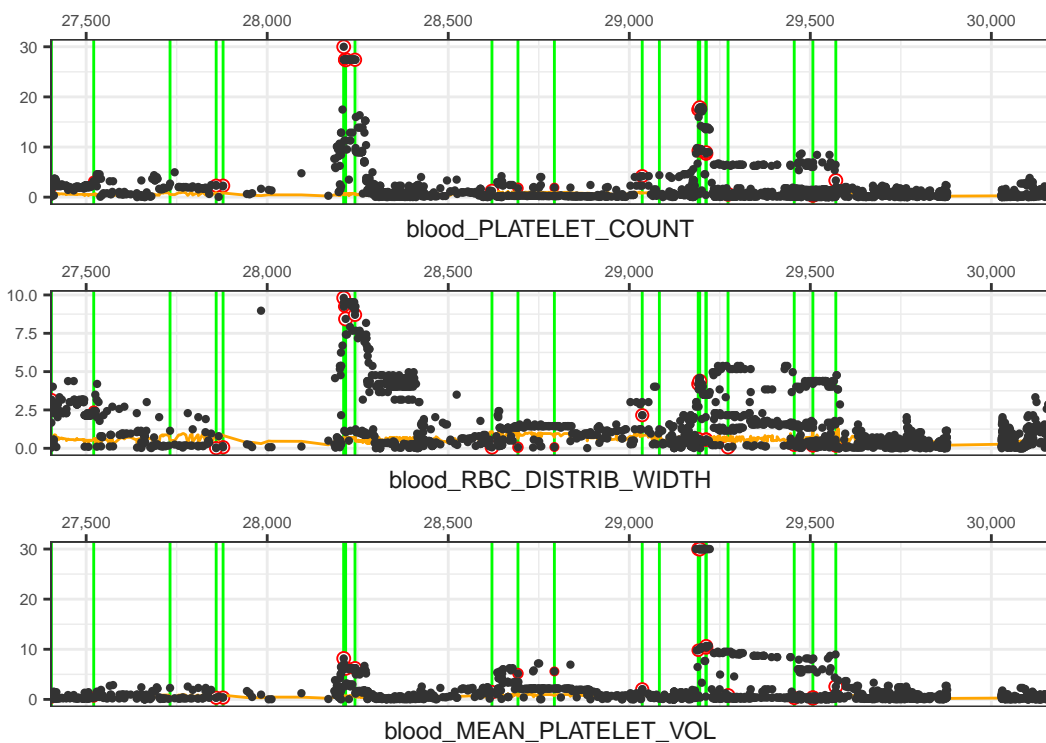 27,500 28,000 28,500 29,000 29,500 30,000
30
20
10
0
blood_PLATELET_COUNT
27,500 28,000 28,500 29,000 29,500 30,000
10.0
7.5
5.0
2.5
0.0
blood_RBC_DISTRIB_WIDTH
27,500 28,000 28,500 29,000 29,500 30,000
30
20
10
0
blood_MEAN_PLATELET_VOL